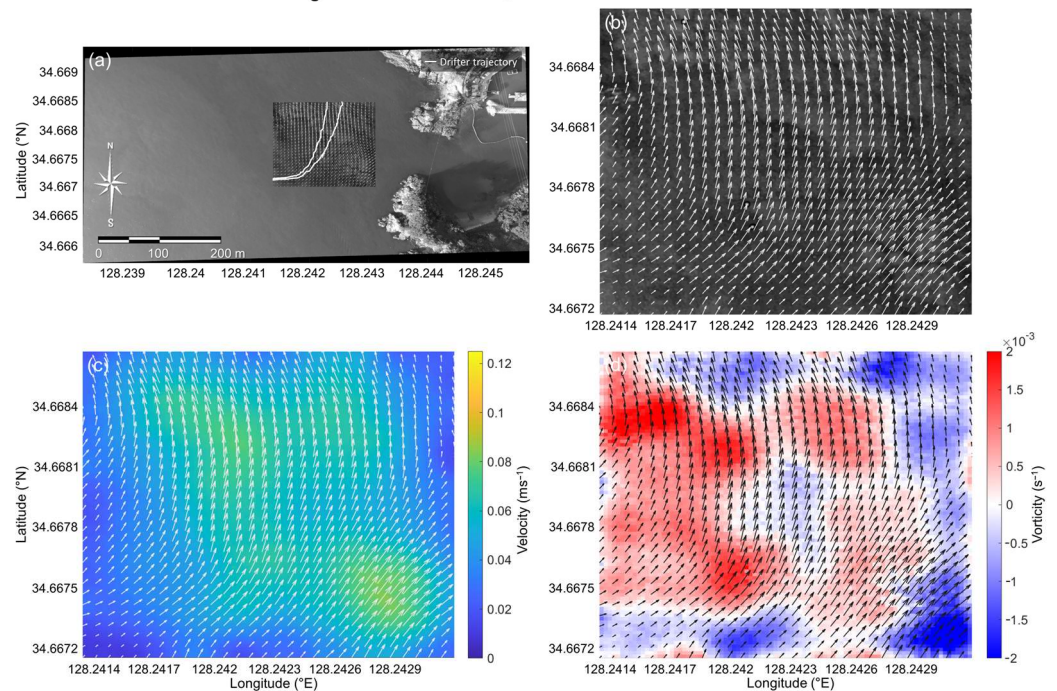 (a)
Drifter trajectory
34.669
34.6685
34.668
34.6675
34.667
34.6665
34.666
Latitude (°N)
N
S
0 100 200 m
128.239 128.24 128.241 128.242 128.243 128.244 128.245
(b)
34.6684
34.6681
34.6778
34.6675
34.6672
128.2414 128.2417 128.242 128.2423 128.2426 128.2429
(c)
34.6684
34.6681
34.6778
34.6675
34.6672
Latitude (°N)
128.2414 128.2417 128.242 128.2423 128.2426 128.2429
Longitude (°E)
0.12
0.1
0.08
0.06
0.04
0.02
0
Velocity (ms⁻¹)
34.6684
34.6681
34.6778
34.6675
34.6672
128.2414 128.2417 128.242 128.2423 128.2426 128.2429
Longitude (°E)
×10⁻³
2
1.5
1
0.5
0
−0.5
−1
−1.5
−2
Vorticity (s⁻¹)